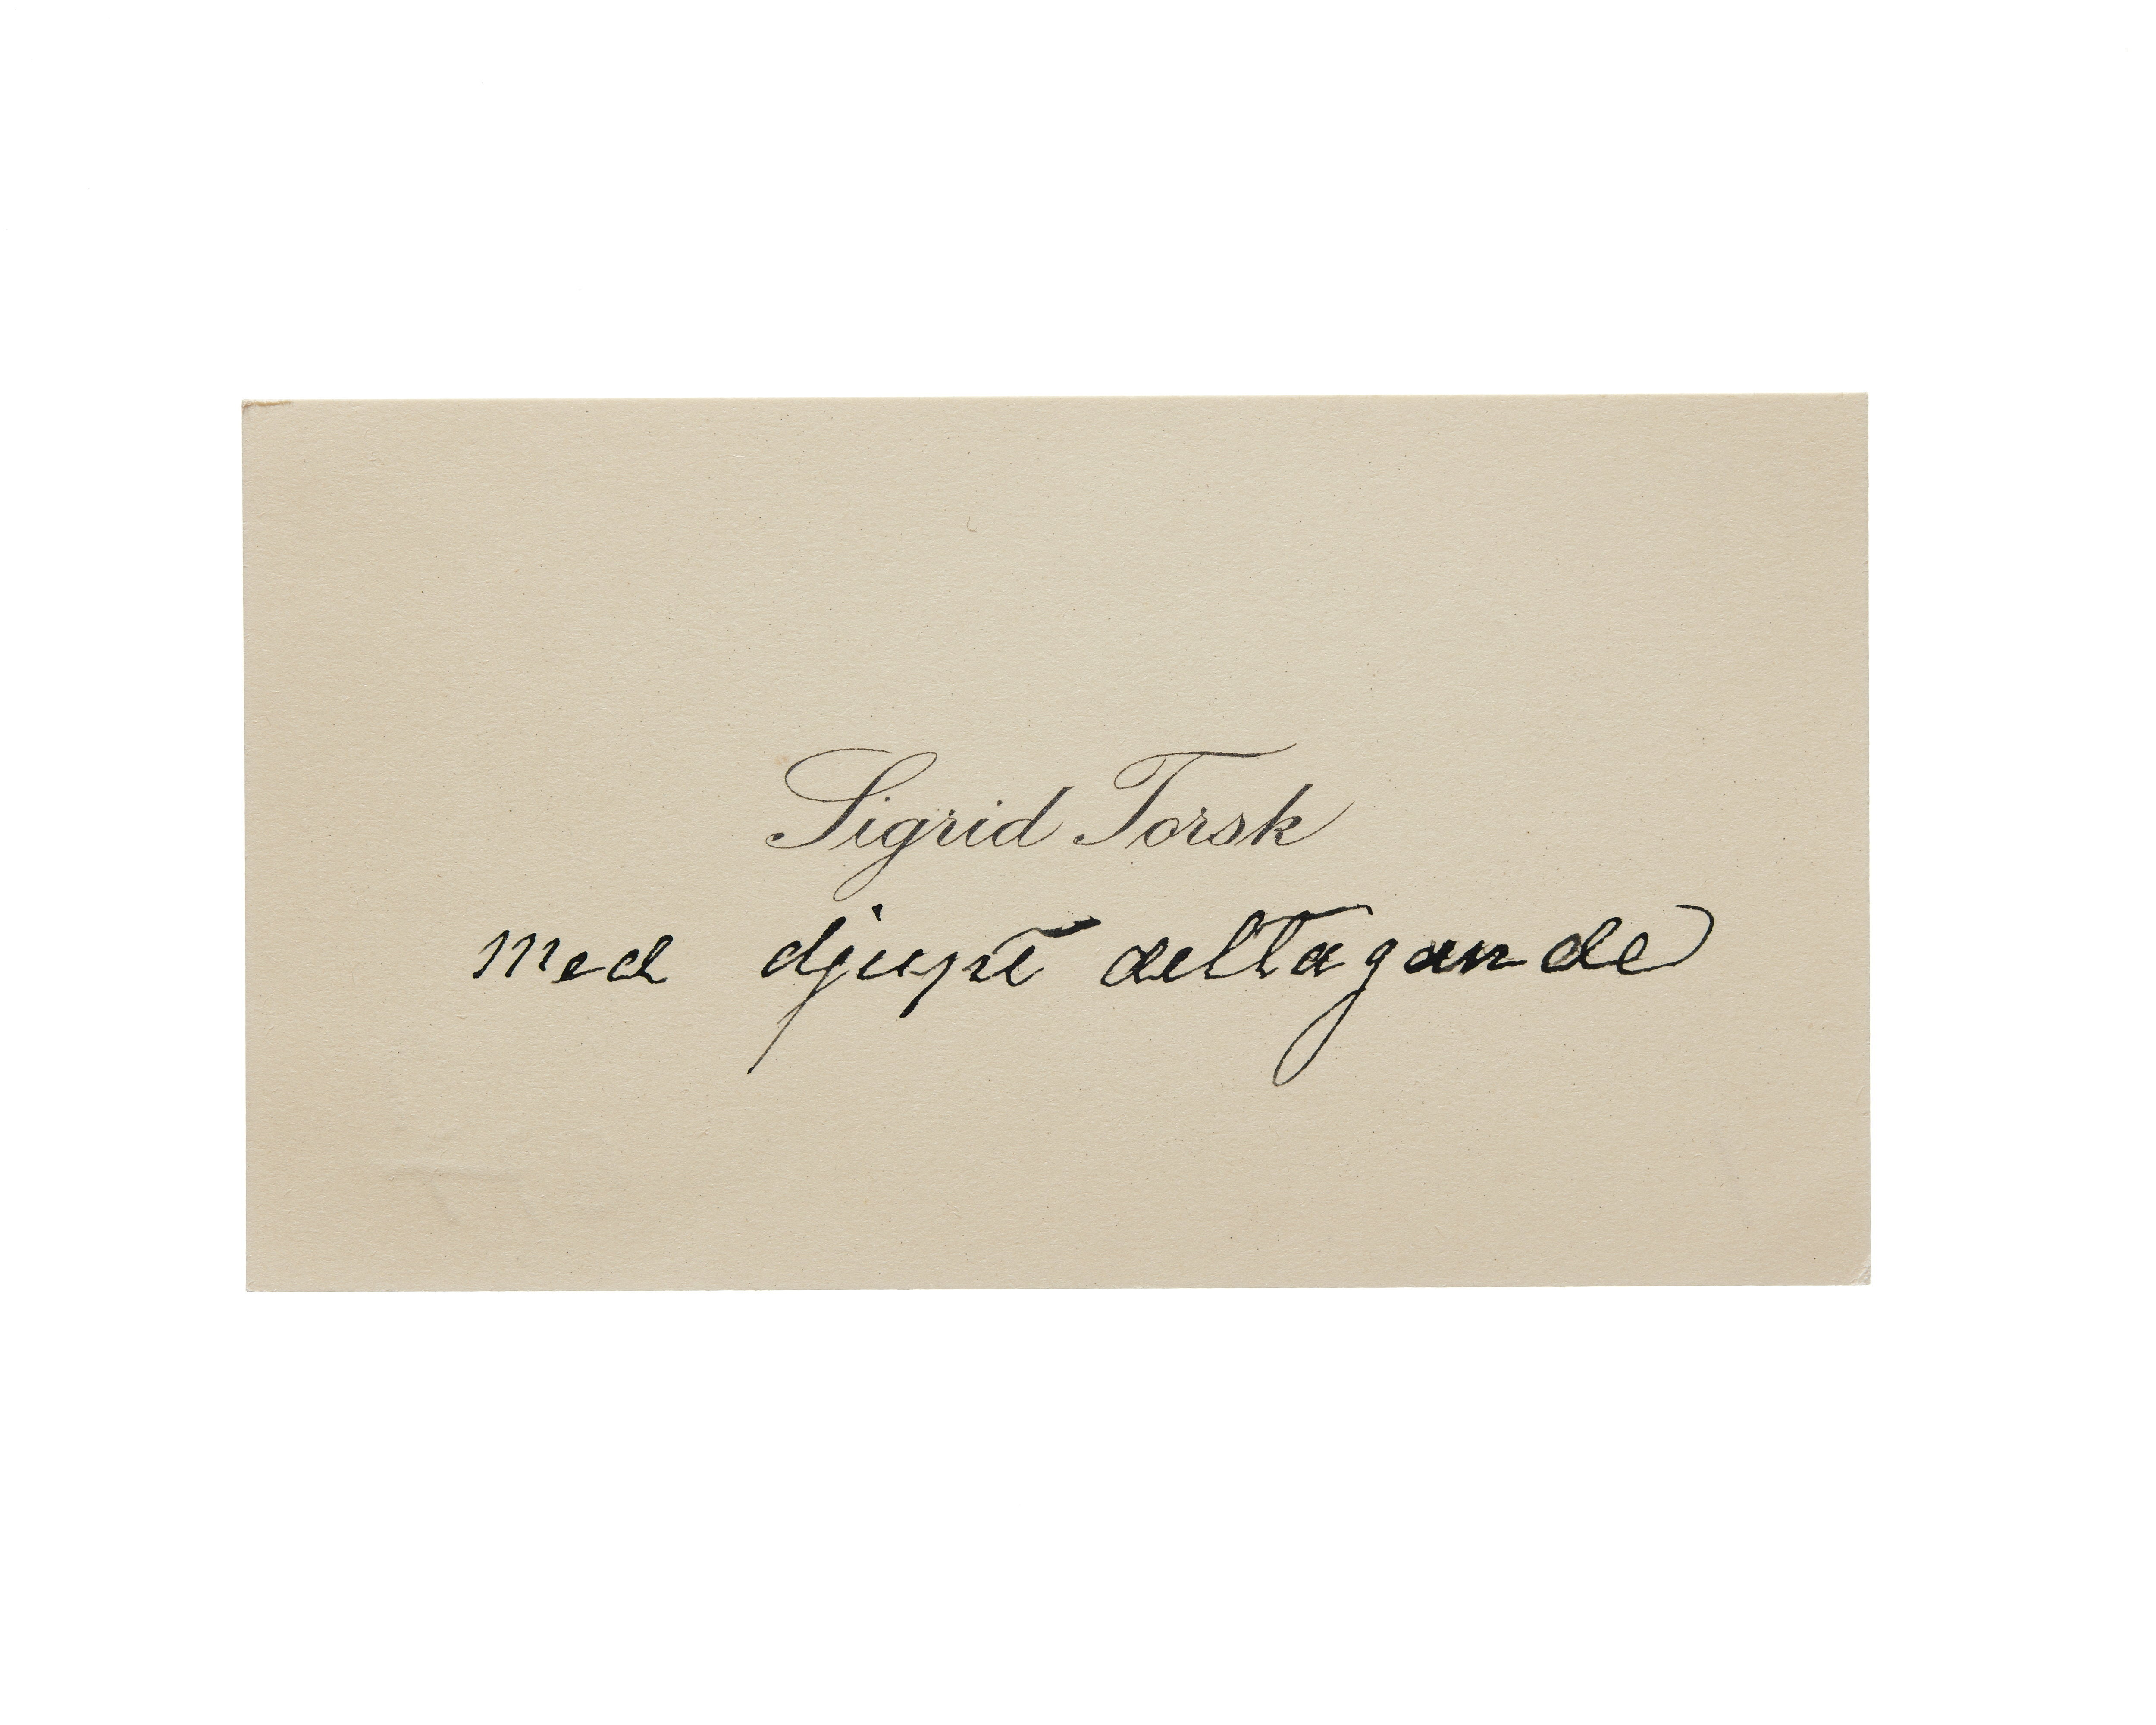 Sigrid Torsk
med djupt deltagande